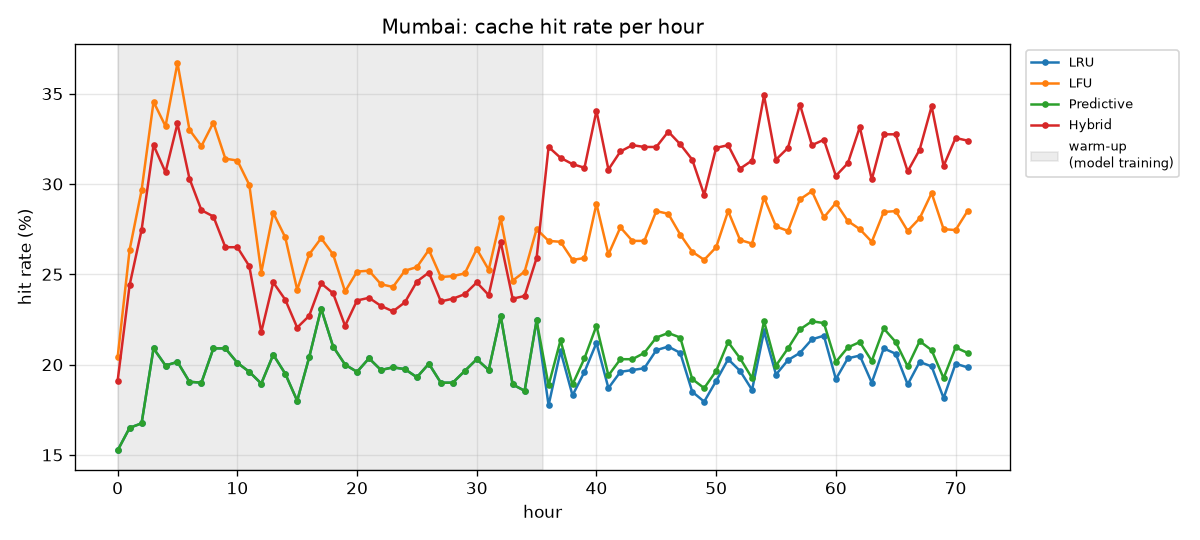 Mumbai: cache hit rate per hour
LRU
LFU
Predictive
Hybrid
warm-up
(model training)
hit rate (%)
35
30
25
20
15
0 10 20 30 40 50 60 70
hour